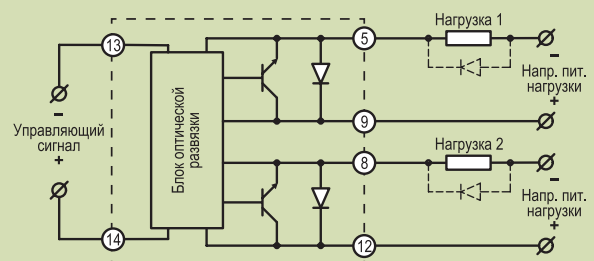 13
5
Нагрузка 1
–
Напр. пит.
нагрузки
+
–
Управляющий
сигнал
+
Блок оптической
развязки
9
8
Нагрузка 2
–
Напр. пит.
нагрузки
+
14
12